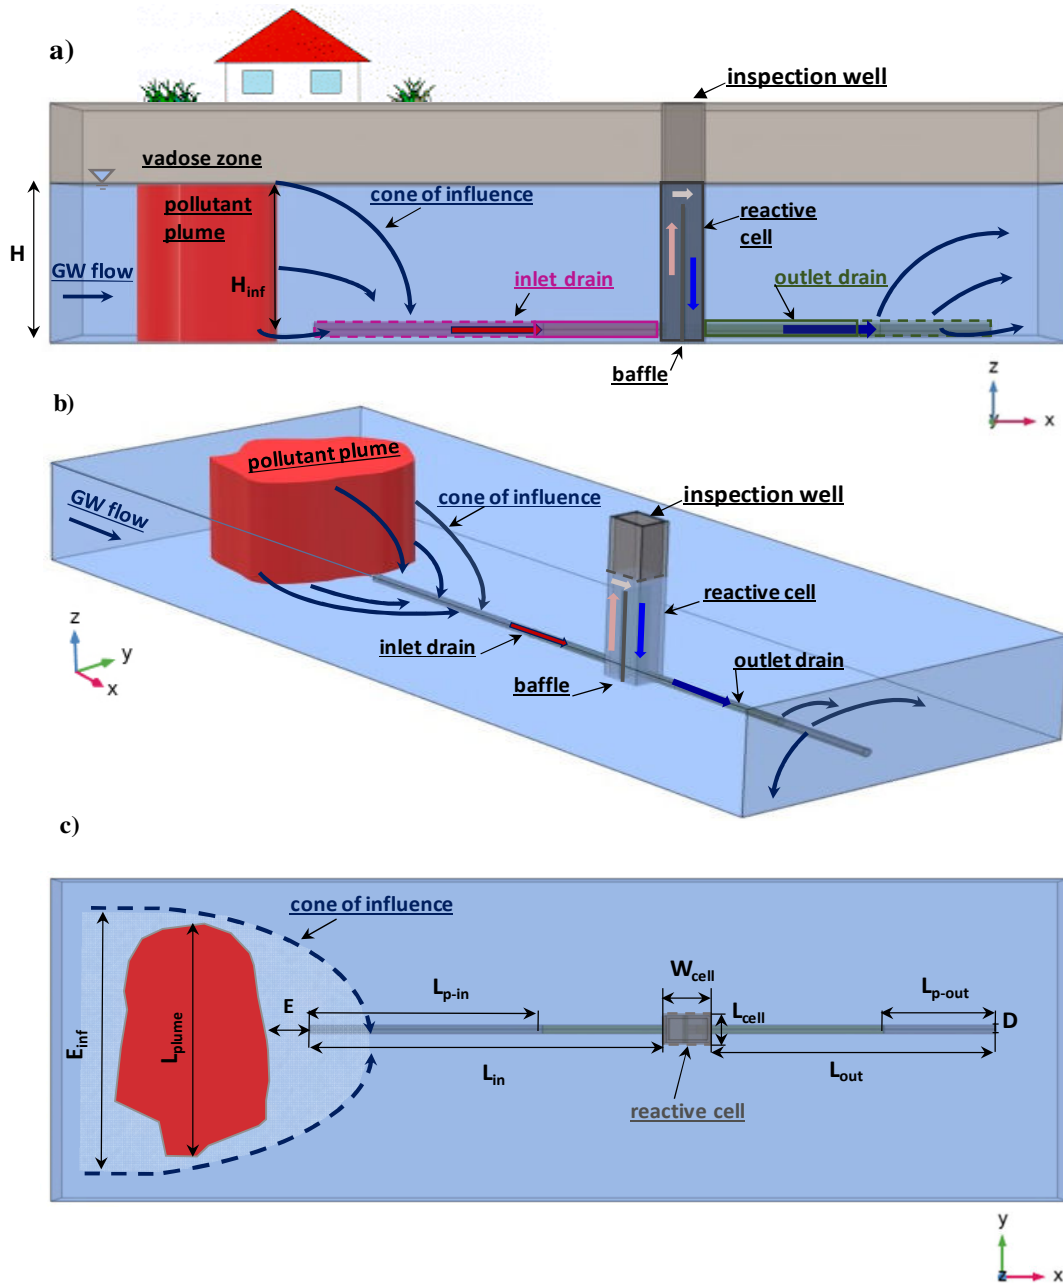 a)
inspection well
vadose zone
cone of influence
pollutant
plume
reactive
cell
H
GW flow
H_inf
inlet drain
outlet drain
baffle
z
y
x
b)
pollutant plume
cone of influence
inspection well
GW flow
reactive cell
z
y
x
inlet drain
outlet drain
baffle
c)
cone of influence
W_cell
L_p-in
L_p-out
E
L_cell
D
E_inf
L_plume
L_in
L_out
reactive cell
y
z
x